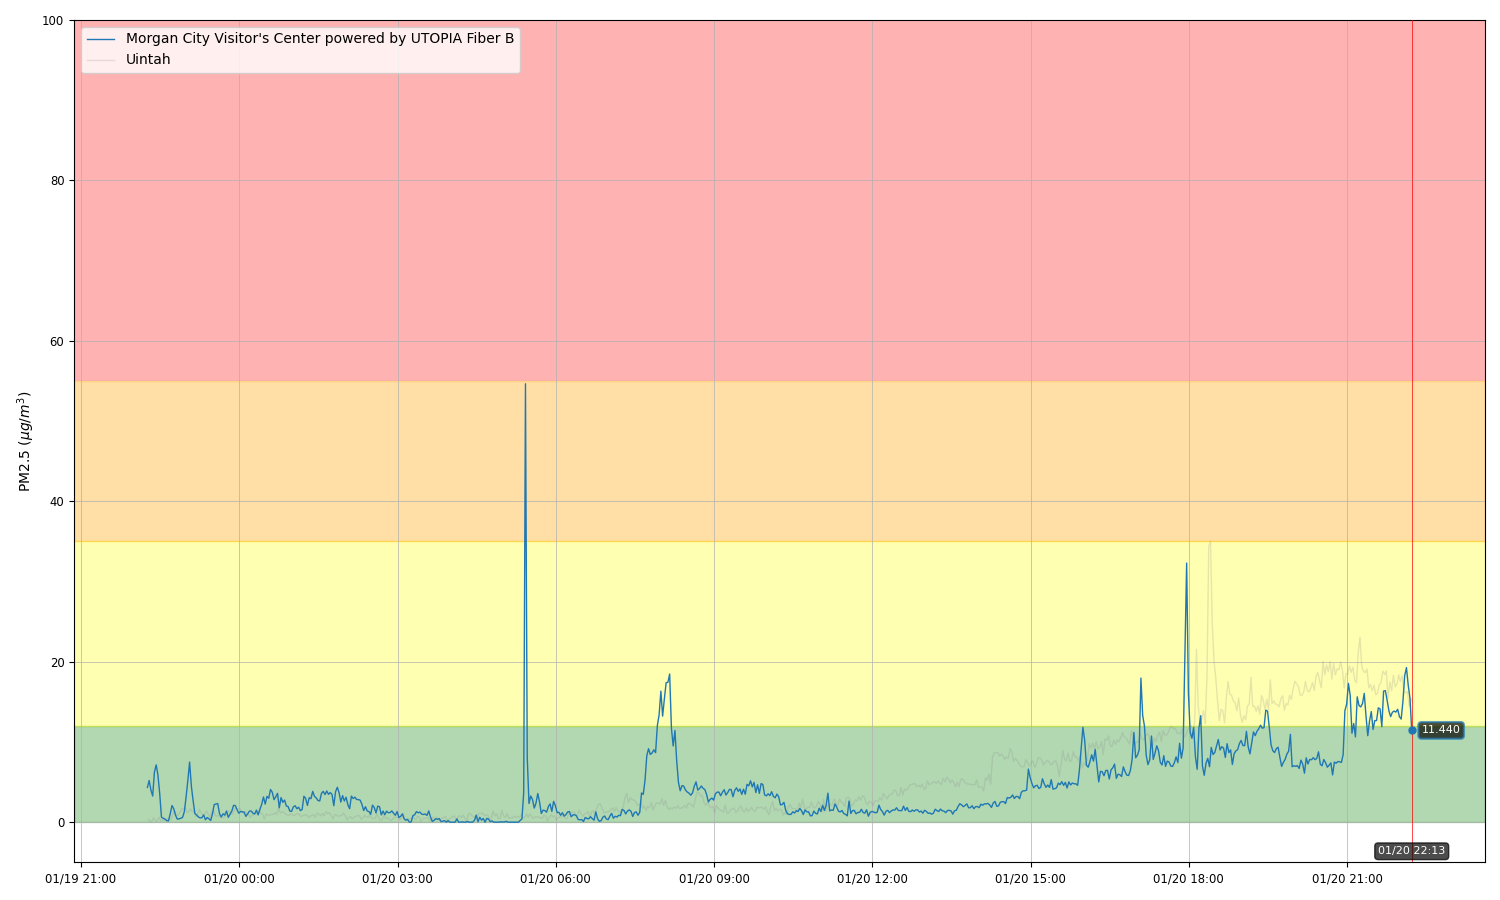 100
80
60
40
20
0
PM2.5 (μg/m³)
Morgan City Visitor's Center powered by UTOPIA Fiber B
Uintah
11.440
01/20 22:13
01/19 21:00 01/20 00:00 01/20 03:00 01/20 06:00 01/20 09:00 01/20 12:00 01/20 15:00 01/20 18:00 01/20 21:00